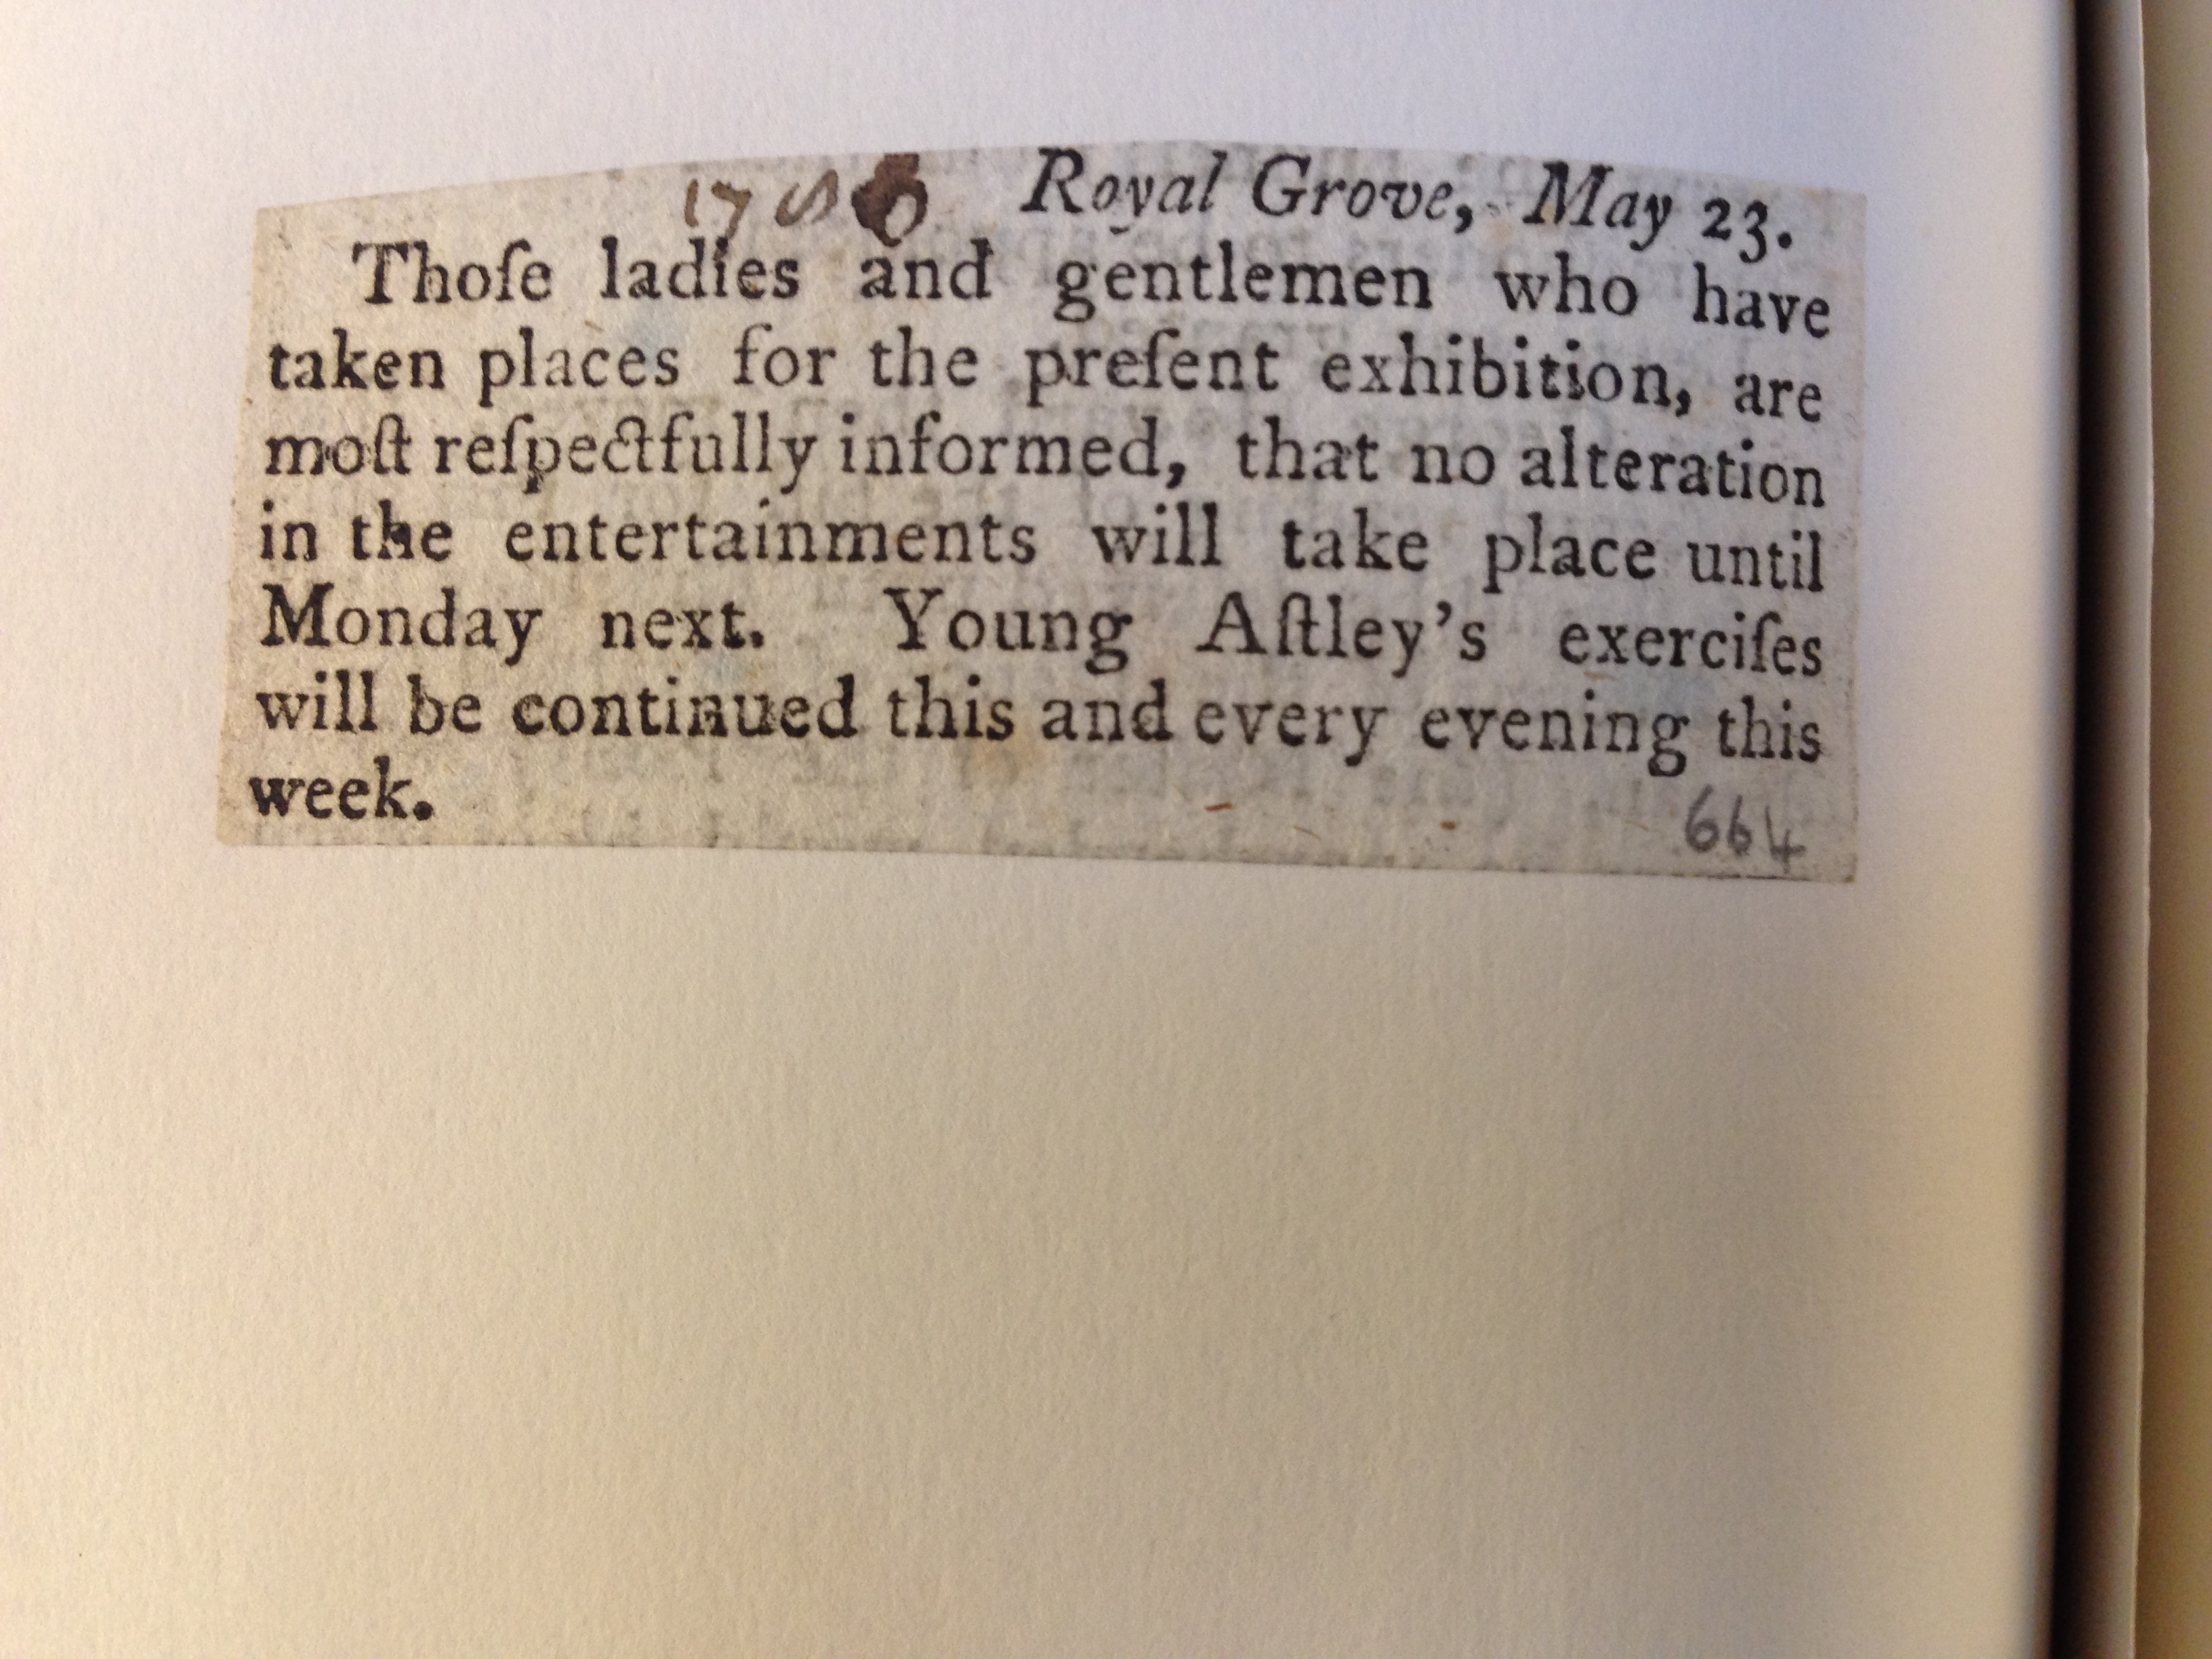 1788 Royal Grove, May 23.
Thoſe ladies and gentlemen who have
taken places for the preſent exhibition, are
moſt reſpectfully informed, that no alteration
in the entertainments will take place until
Monday next. Young Aſtley's exerciſes
will be continued this and every evening this
week.
664